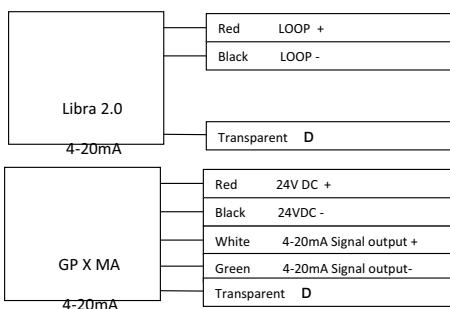 Red LOOP +
Black LOOP -
Libra 2.0
4-20mA
Transparent D
Red 24V DC +
Black 24VDC -
White 4-20mA Signal output +
GP X MA
Green 4-20mA Signal output-
Transparent D
4-20mA